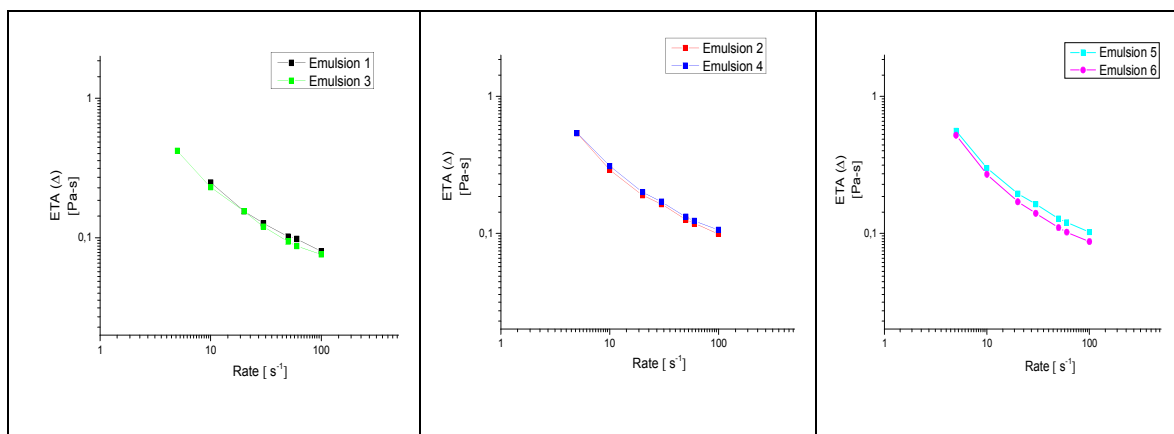 Emulsion 1
Emulsion 3
1
0,1
ETA (Δ)
[Pa-s]
1
10
100
Rate [ s⁻¹]
Emulsion 2
Emulsion 4
1
0,1
ETA (Δ)
[Pa-s]
1
10
100
Rate [ s⁻¹]
Emulsion 5
Emulsion 6
1
0,1
ETA (Δ)
[Pa-s]
1
10
100
Rate [ s⁻¹]